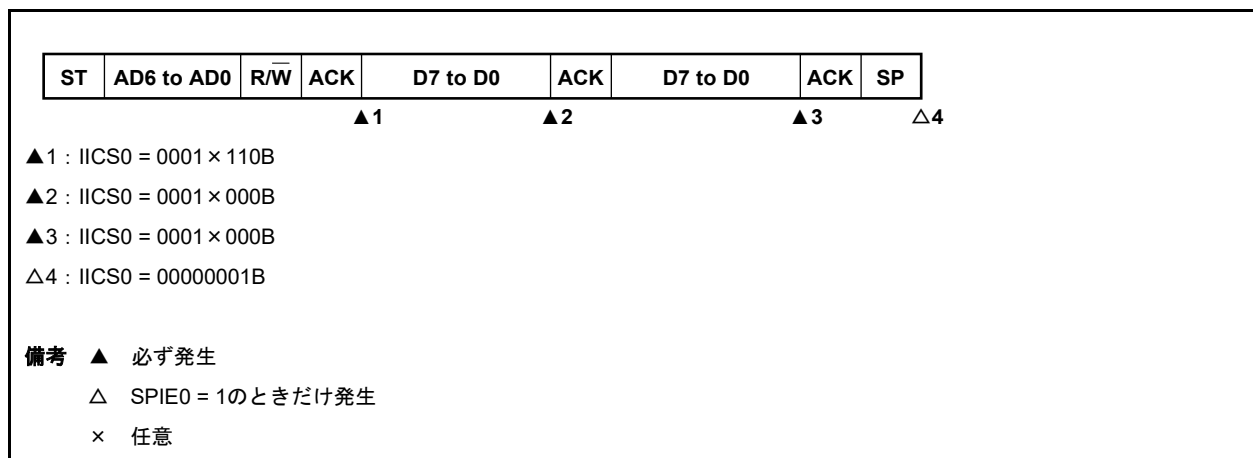 ST AD6 to AD0 R/W̅ ACK D7 to D0 ACK D7 to D0 ACK SP
▲1 ▲2 ▲3 △4
▲1：IICS0 = 0001×110B
▲2：IICS0 = 0001×000B
▲3：IICS0 = 0001×000B
△4：IICS0 = 00000001B
備考 ▲ 必ず発生
△ SPIE0 = 1のときだけ発生
× 任意